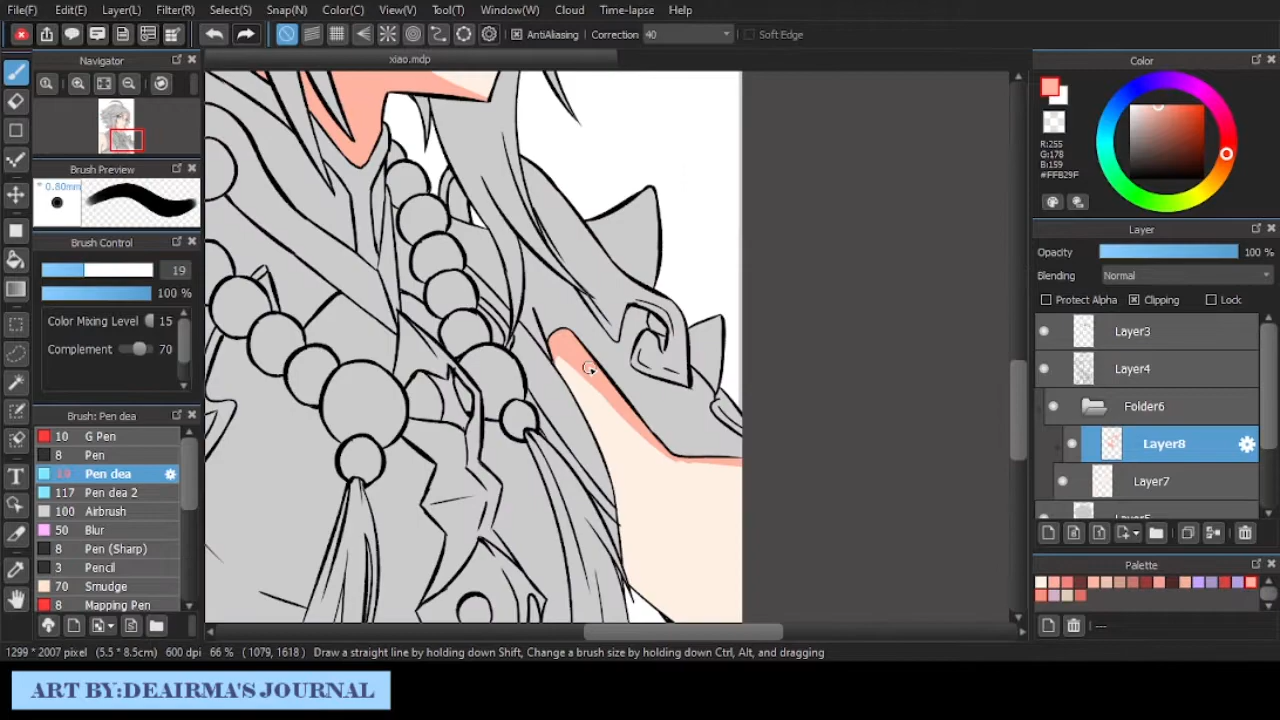 File(F) Edit(E) Layer(L) Filter(R) Select(S) Snap(N) Color(C) View(V) Tool(T) Window(W) Cloud Time-lapse Help
AntiAliasing Correction 40 Soft Edge
Navigator
xiao.mdp
Color
Brush Preview
* 0.80mm
R:255
G:178
B:159
#FFB29F
Brush Control
19
100 %
Color Mixing Level 15
Complement 70
Layer
Opacity 100 %
Blending Normal
Protect Alpha Clipping Lock
Layer3
Layer4
Folder6
Layer8
Layer7
Brush: Pen dea
10 G Pen
8 Pen
19 Pen dea
117 Pen dea 2
100 Airbrush
50 Blur
8 Pen (Sharp)
3 Pencil
70 Smudge
8 Mapping Pen
Palette
---
1299 * 2007 pixel (5.5 * 8.5cm) 600 dpi 66 % ( 1079, 1618 ) Draw a straight line by holding down Shift, Change a brush size by holding down Ctrl, Alt, and dragging
ART BY:DEAIRMA'S JOURNAL